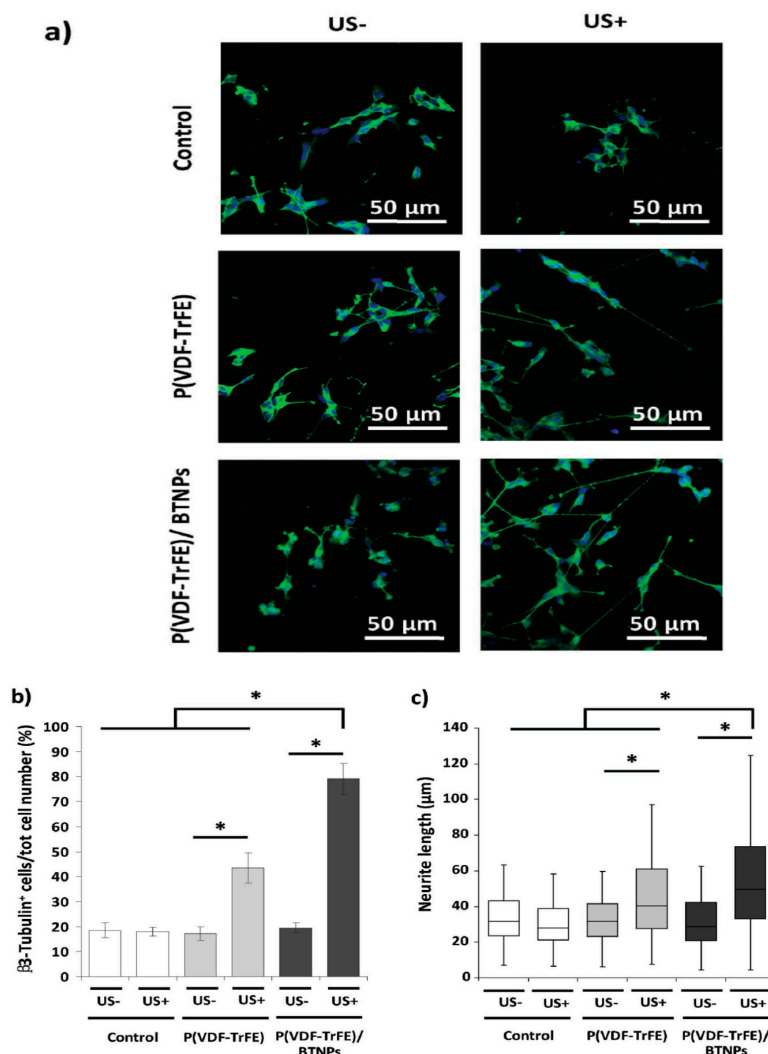 a)
US-
US+
Control
50 µm
50 µm
P(VDF-TrFE)
50 µm
50 µm
P(VDF-TrFE)/ BTNPs
50 µm
50 µm
b)
β3-Tubulin⁺ cells/tot cell number (%)
100
90
80
70
60
50
40
30
20
10
0
*
*
*
US-
US+
US-
US+
US-
US+
Control
P(VDF-TrFE)
P(VDF-TrFE)/
BTNPs
c)
Neurite length (µm)
140
120
100
80
60
40
20
0
*
*
*
US-
US+
US-
US+
US-
US+
Control
P(VDF-TrFE)
P(VDF-TrFE)/
BTNPs